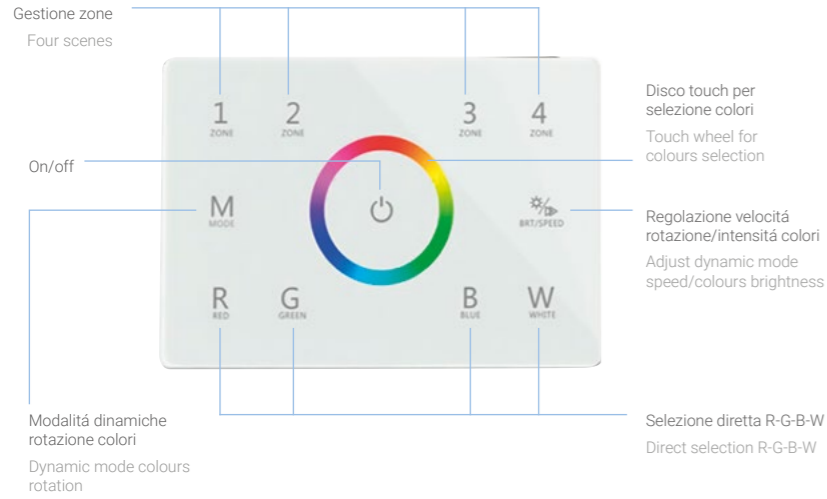 Gestione zone
Four scenes
1
ZONE
2
ZONE
3
ZONE
4
ZONE
Disco touch per
selezione colori
Touch wheel for
colours selection
On/off
M
MODE
BRT/SPEED
Regolazione velocitá
rotazione/intensitá colori
Adjust dynamic mode
speed/colours brightness
R
RED
G
GREEN
B
BLUE
W
WHITE
Modalitá dinamiche
rotazione colori
Dynamic mode colours
rotation
Selezione diretta R-G-B-W
Direct selection R-G-B-W